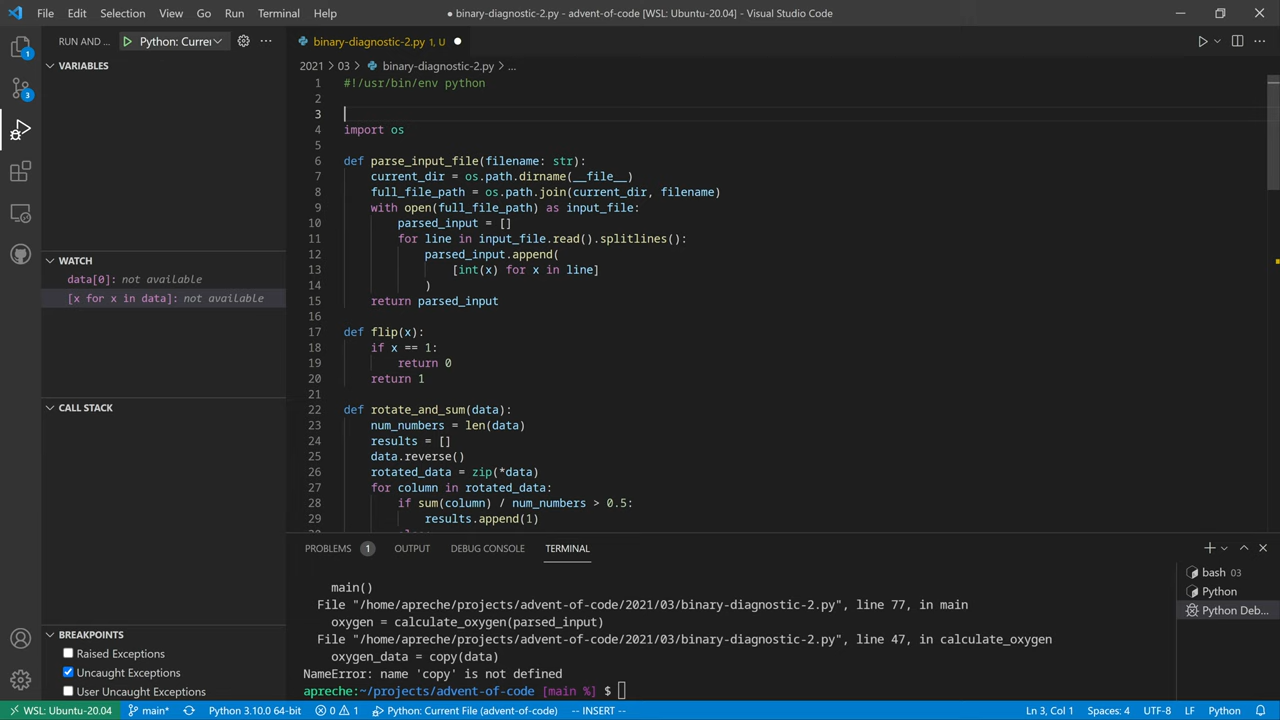 File Edit Selection View Go Run Terminal Help
● binary-diagnostic-2.py - advent-of-code [WSL: Ubuntu-20.04] - Visual Studio Code
RUN AND ... Python: Currer
binary-diagnostic-2.py 1, U
VARIABLES
2021 > 03 > binary-diagnostic-2.py > ...
1 #!/usr/bin/env python
2
3
4 import os
5
6 def parse_input_file(filename: str):
7 current_dir = os.path.dirname(__file__)
8 full_file_path = os.path.join(current_dir, filename)
9 with open(full_file_path) as input_file:
10 parsed_input = []
11 for line in input_file.read().splitlines():
12 parsed_input.append(
13 [int(x) for x in line]
14 )
15 return parsed_input
16
17 def flip(x):
18 if x == 1:
19 return 0
20 return 1
21
22 def rotate_and_sum(data):
23 num_numbers = len(data)
24 results = []
25 data.reverse()
26 rotated_data = zip(*data)
27 for column in rotated_data:
28 if sum(column) / num_numbers > 0.5:
29 results.append(1)
WATCH
data[0]: not available
[x for x in data]: not available
CALL STACK
BREAKPOINTS
Raised Exceptions
Uncaught Exceptions
User Uncaught Exceptions
1
3
PROBLEMS 1 OUTPUT DEBUG CONSOLE TERMINAL
main()
File "/home/apreche/projects/advent-of-code/2021/03/binary-diagnostic-2.py", line 77, in main
oxygen = calculate_oxygen(parsed_input)
File "/home/apreche/projects/advent-of-code/2021/03/binary-diagnostic-2.py", line 47, in calculate_oxygen
oxygen_data = copy(data)
NameError: name 'copy' is not defined
apreche:~/projects/advent-of-code [main %] $
bash 03
Python
Python Deb...
WSL: Ubuntu-20.04 main* Python 3.10.0 64-bit 0 1 Python: Current File (advent-of-code) -- INSERT -- Ln 3, Col 1 Spaces: 4 UTF-8 LF Python